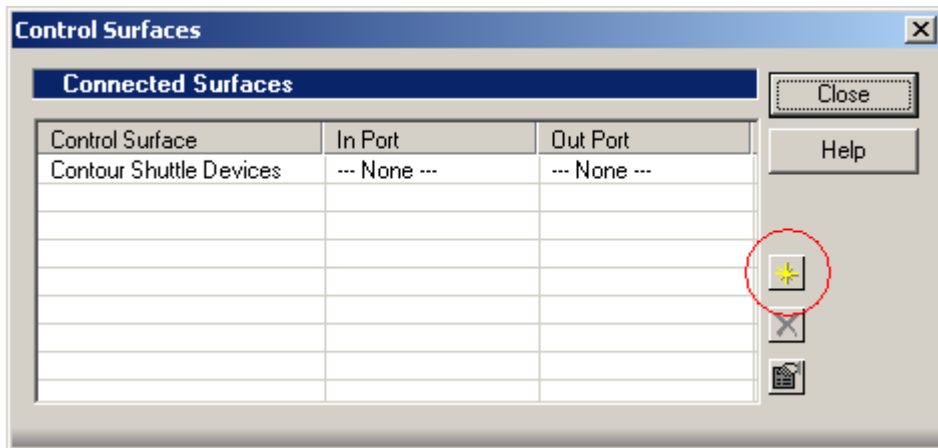 Control Surfaces
Connected Surfaces
Close
Help
Control Surface In Port Out Port
Contour Shuttle Devices --- None --- --- None ---